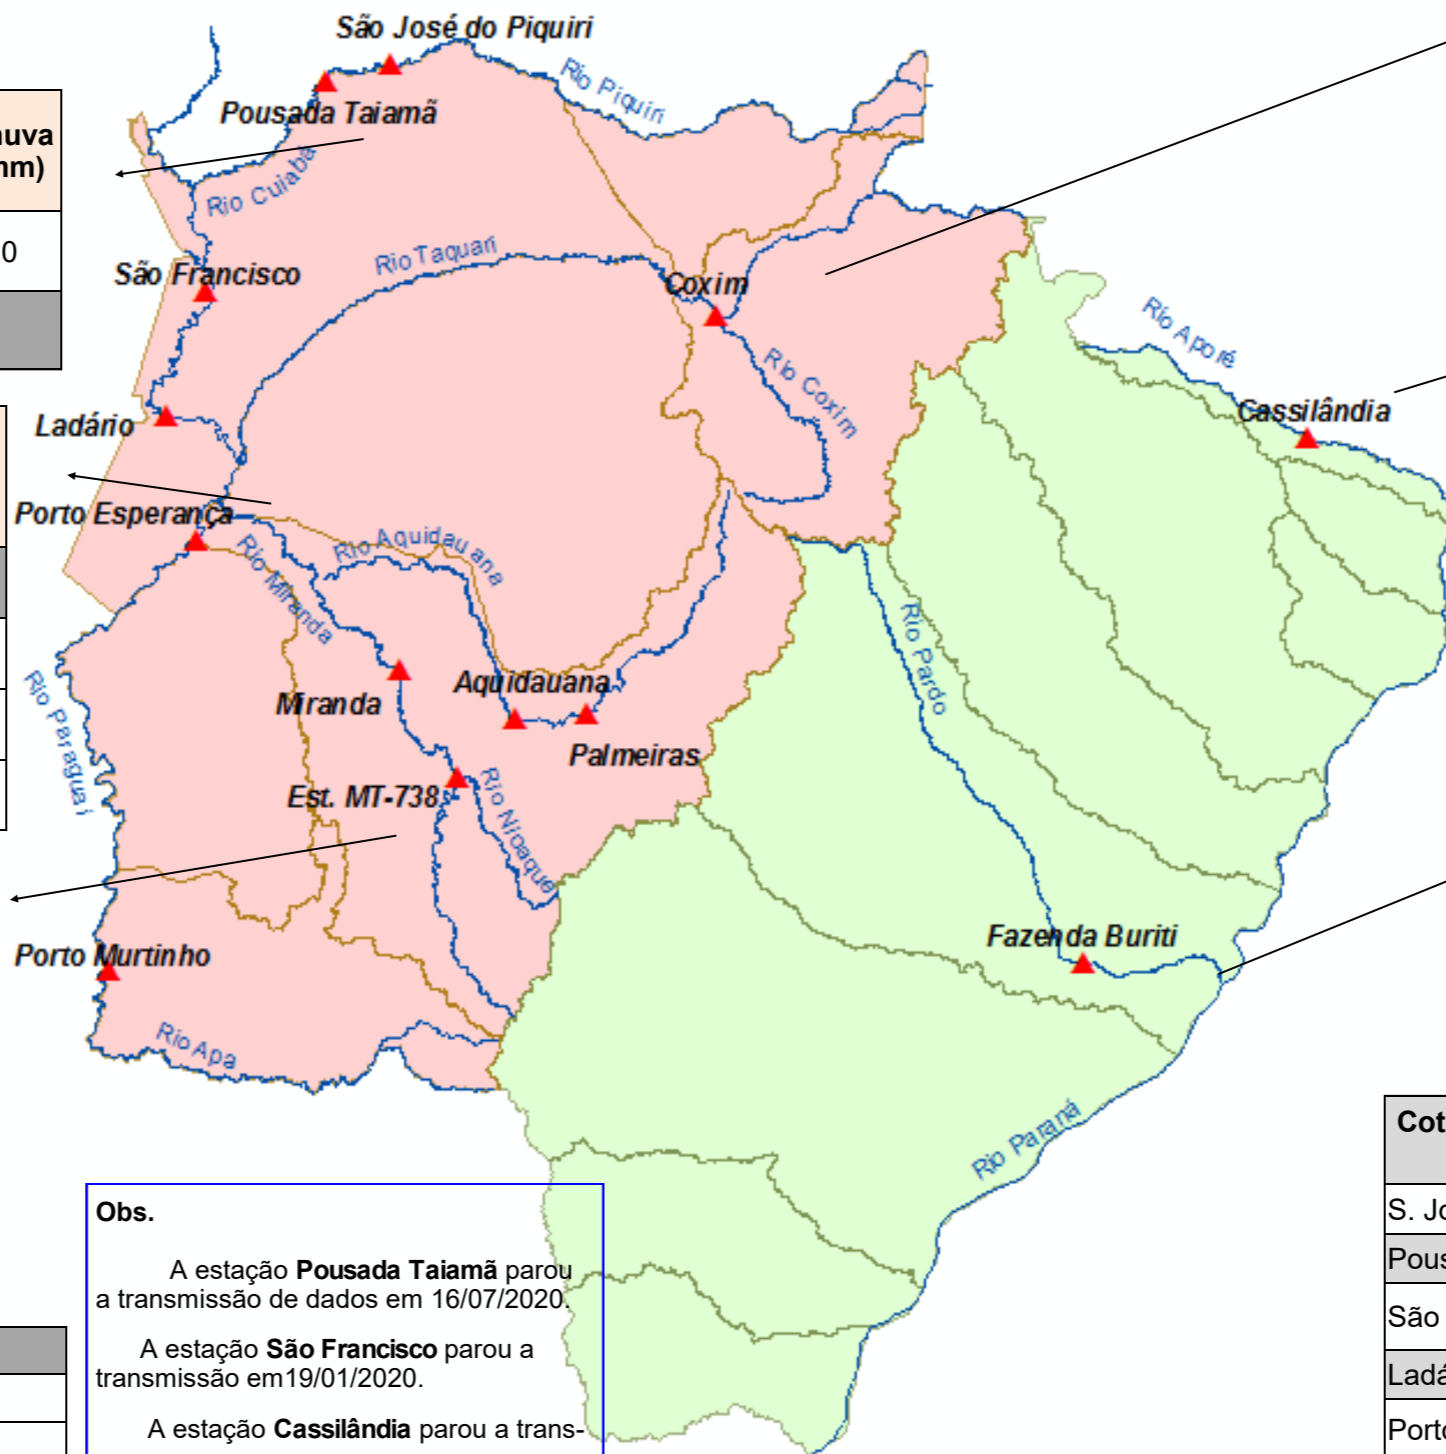 São José do Piquiri
Rio Piquiri
Pousada Taiamã
Rio Cuiabá
0
Rio Taquari
São Francisco
Coxim
Rio Aporé
Rio Coxim
Cassilândia
Ladário
Porto Esperança
Rio Aquidauana
Rio Miranda
Rio Pardo
Rio Paraguai
Aquidauana
Miranda
Palmeiras
Est. MT-738
Rio Nioaque
Fazenda Buriti
Porto Murtinho
Rio Apa
Rio Paraná
Obs.
A estação Pousada Taiamã parou
a transmissão de dados em 16/07/2020.
A estação São Francisco parou a
transmissão em19/01/2020.
A estação Cassilândia parou a trans-
Cot
S. Jo
Pous
São
Ladá
Porto